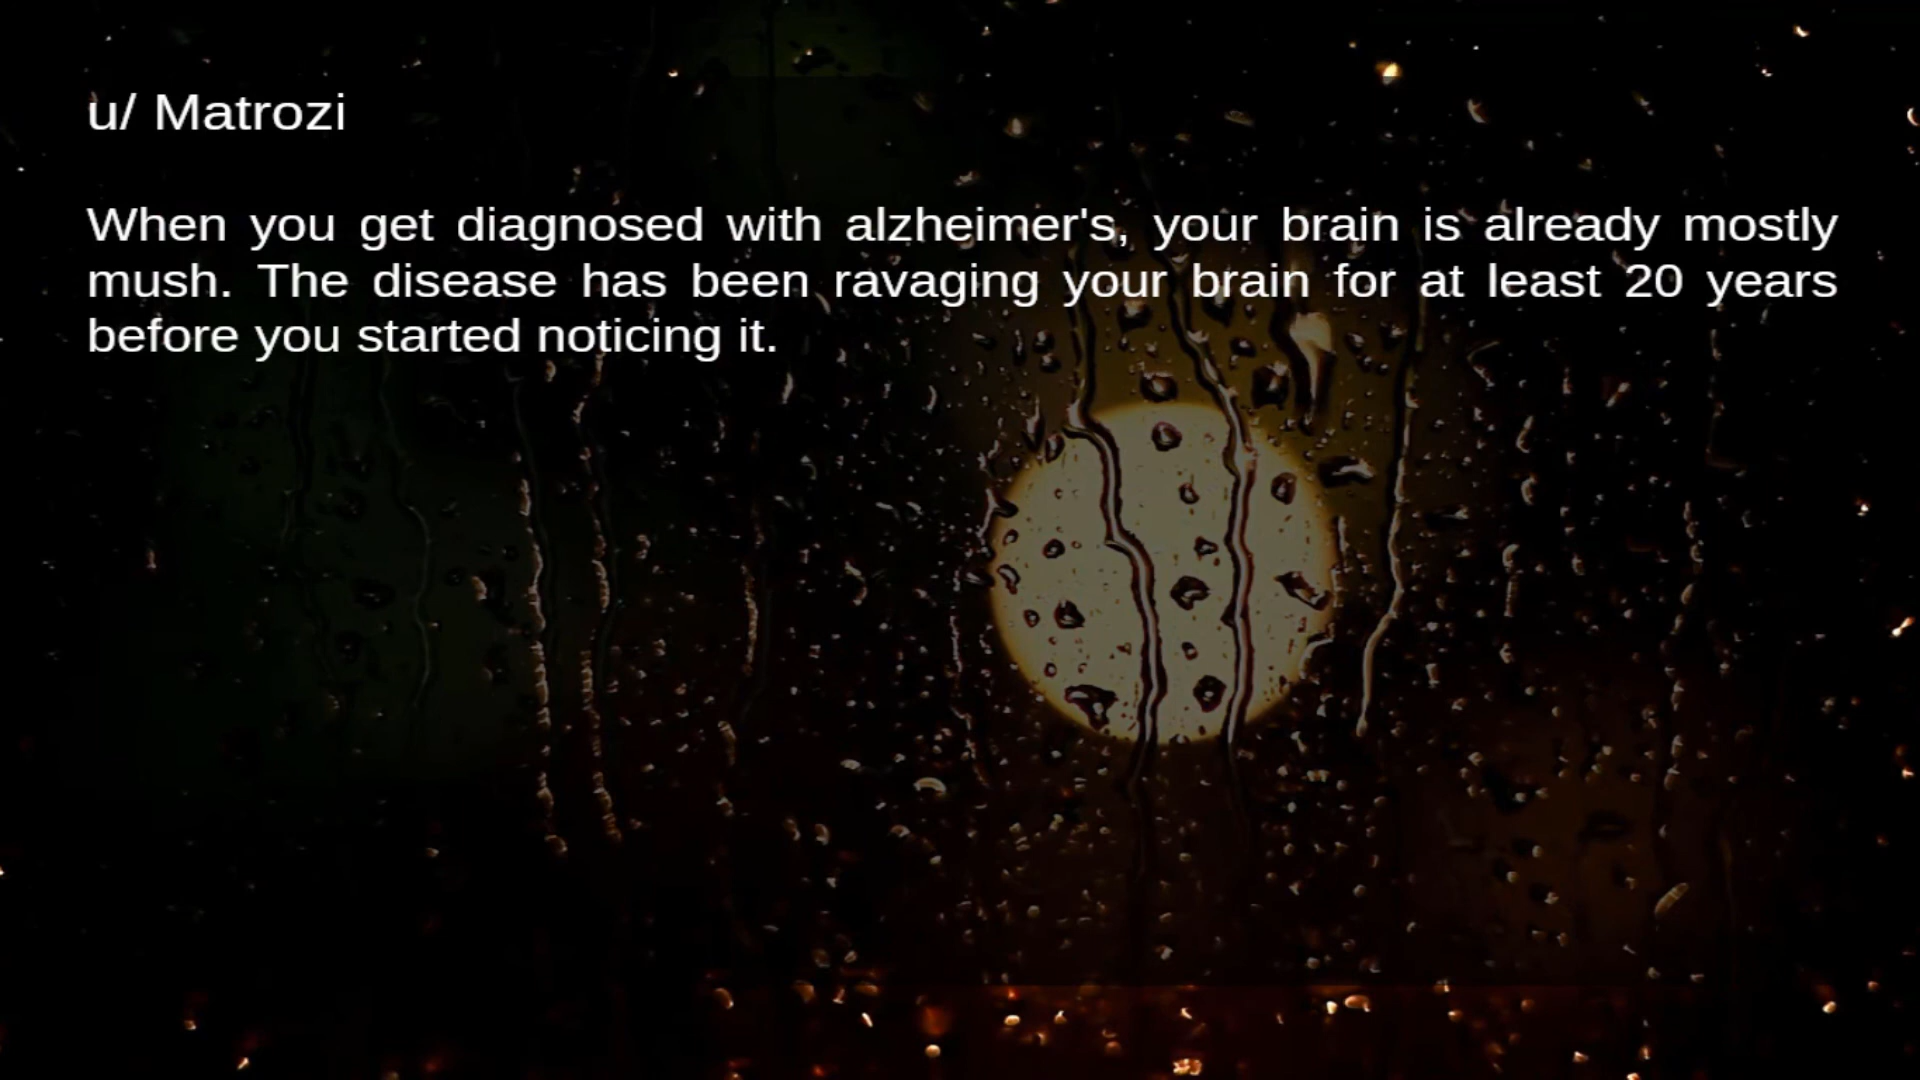 u/ Matrozi
When you get diagnosed with alzheimer's, your brain is already mostly
mush. The disease has been ravaging your brain for at least 20 years
before you started noticing it.